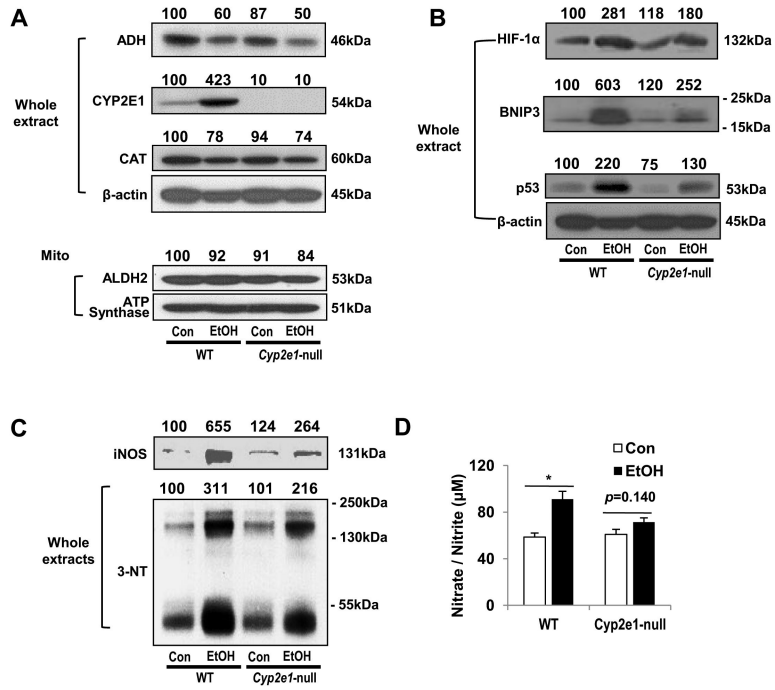 A
100 60 87 50
ADH 46kDa
100 423 10 10
CYP2E1 54kDa
Whole
extract
100 78 94 74
CAT 60kDa
β-actin 45kDa
Mito
100 92 91 84
ALDH2 53kDa
ATP
Synthase 51kDa
Con EtOH Con EtOH
WT Cyp2e1-null
B
100 281 118 180
HIF-1α 132kDa
100 603 120 252
BNIP3 - 25kDa
- 15kDa
Whole
extract
100 220 75 130
p53 53kDa
β-actin 45kDa
Con EtOH Con EtOH
WT Cyp2e1-null
C
100 655 124 264
iNOS 131kDa
100 311 101 216
- 250kDa
- 130kDa
Whole
extracts
3-NT
- 55kDa
Con EtOH Con EtOH
WT Cyp2e1-null
D
Con
EtOH
Nitrate / Nitrite (μM)
120
80
40
0
*
p=0.140
WT Cyp2e1-null